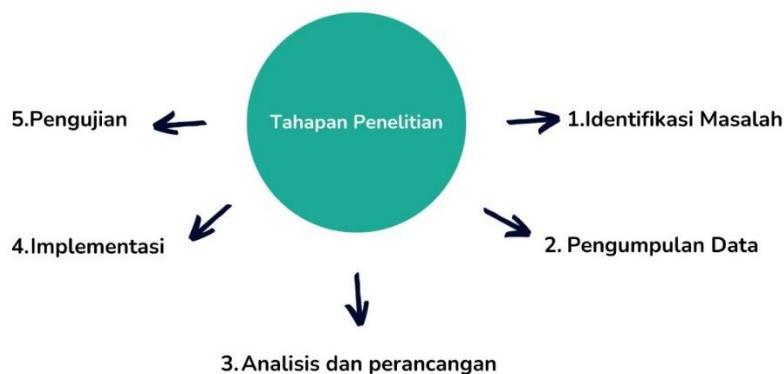 Tahapan Penelitian
1.Identifikasi Masalah
2. Pengumpulan Data
3.Analisis dan perancangan
4.Implementasi
5.Pengujian